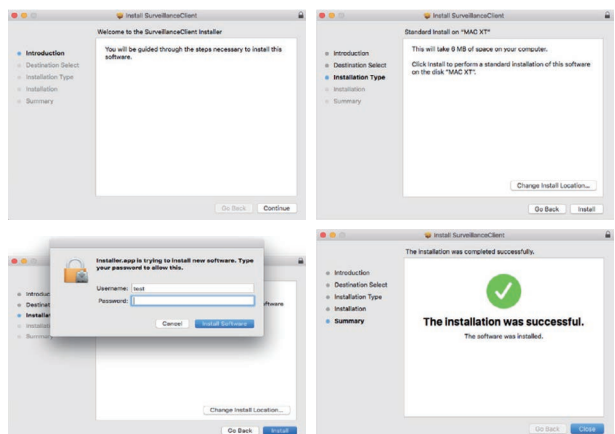 Install SurveillanceClient
Welcome to the SurveillanceClient Installer
Introduction
Destination Select
Installation Type
Installation
Summary
You will be guided through the steps necessary to install this
software.
Go Back Continue
Install SurveillanceClient
Standard Install on "MAC XT"
Introduction
Destination Select
Installation Type
Installation
Summary
This will take 6 MB of space on your computer.
Click Install to perform a standard installation of this software
on the disk "MAC XT".
Change Install Location...
Go Back Install
Installer.app is trying to install new software. Type
your password to allow this.
Username: test
Password:
Cancel Install Software
Change Install Location...
Go Back Install
Install SurveillanceClient
The installation was completed successfully.
Introduction
Destination Select
Installation Type
Installation
Summary
The installation was successful.
The software was installed.
Go Back Close